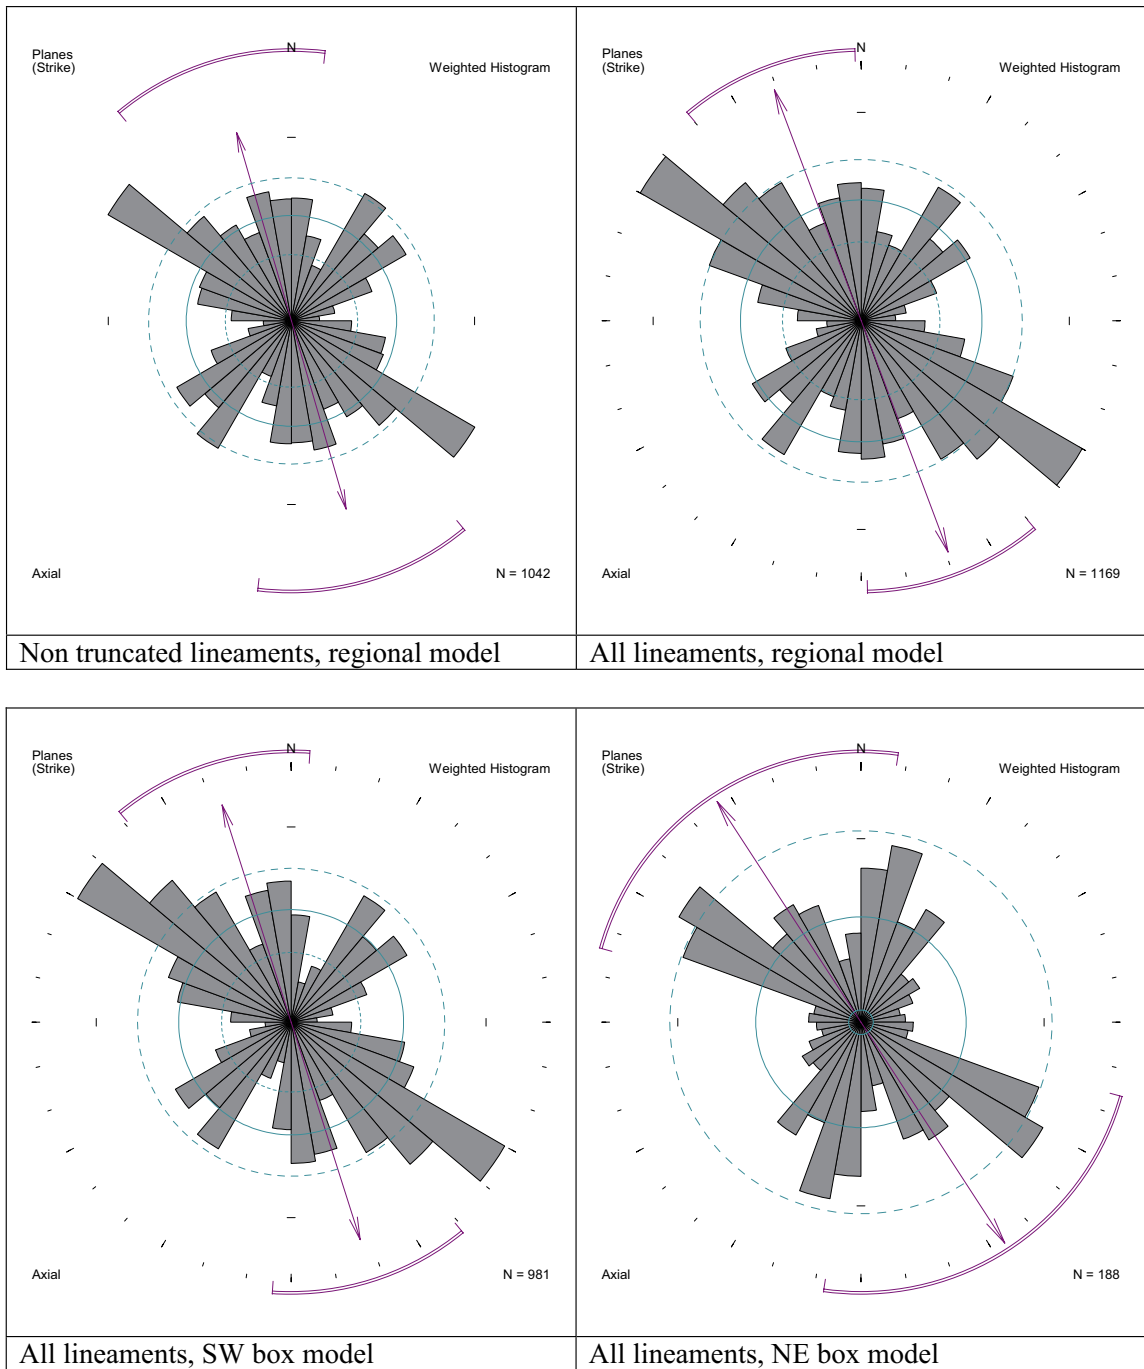 N
Planes
(Strike)
Weighted Histogram
Axial
N = 1042
Non truncated lineaments, regional model
N
Planes
(Strike)
Weighted Histogram
Axial
N = 1169
All lineaments, regional model
N
Planes
(Strike)
Weighted Histogram
Axial
N = 981
All lineaments, SW box model
N
Planes
(Strike)
Weighted Histogram
Axial
N = 188
All lineaments, NE box model